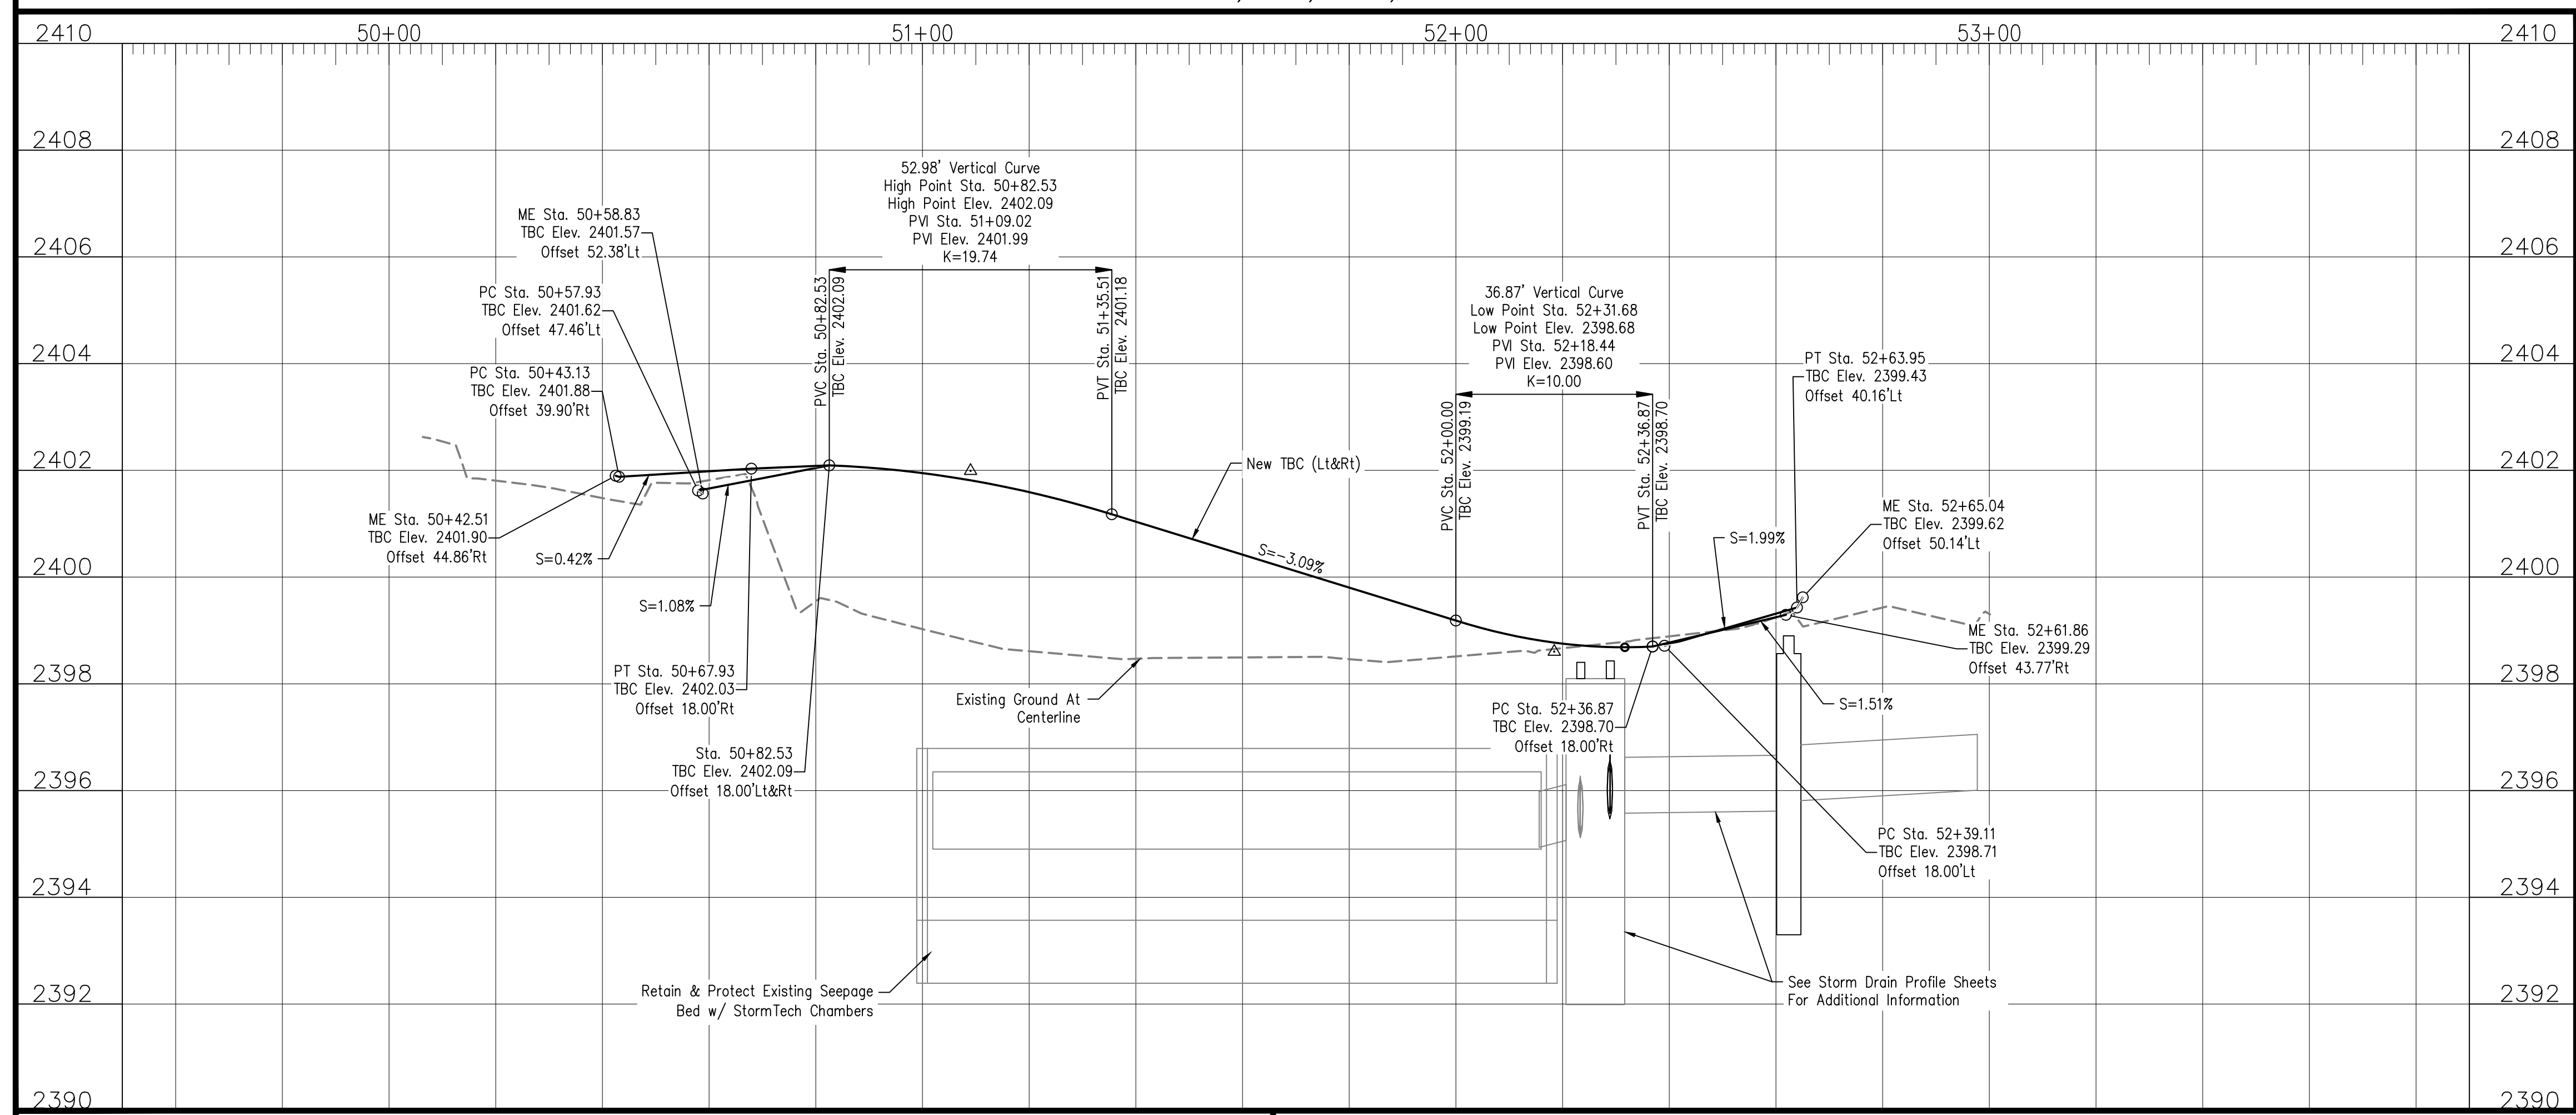 50+00 51+00 52+00 53+00
2410 2410
2408 2408
2406 2406
2404 2404
2402 2402
2400 2400
2398 2398
2396 2396
2394 2394
2392 2392
2390 2390
52.98' Vertical Curve
High Point Sta. 50+82.53
High Point Elev. 2402.09
PVI Sta. 51+09.02
PVI Elev. 2401.99
K=19.74
ME Sta. 50+58.83
TBC Elev. 2401.57
Offset 52.38'Lt
PC Sta. 50+57.93
TBC Elev. 2401.62
Offset 47.46'Lt
PC Sta. 50+43.13
TBC Elev. 2401.88
Offset 39.90'Rt
PVC Sta. 50+82.53
TBC Elev. 2402.09
PVT Sta. 51+35.51
TBC Elev. 2401.18
36.87' Vertical Curve
Low Point Sta. 52+31.68
Low Point Elev. 2398.68
PVI Sta. 52+18.44
PVI Elev. 2398.60
K=10.00
PVC Sta. 52+00.00
TBC Elev. 2399.19
PVT Sta. 52+36.87
TBC Elev. 2398.70
PT Sta. 52+63.95
TBC Elev. 2399.43
Offset 40.16'Lt
New TBC (Lt&Rt)
ME Sta. 52+65.04
TBC Elev. 2399.62
Offset 50.14'Lt
ME Sta. 50+42.51
TBC Elev. 2401.90
Offset 44.86'Rt
S=0.42%
S=1.08%
S=-3.09%
S=1.99%
ME Sta. 52+61.86
TBC Elev. 2399.29
Offset 43.77'Rt
S=1.51%
PT Sta. 50+67.93
TBC Elev. 2402.03
Offset 18.00'Rt
Existing Ground At
Centerline
PC Sta. 52+36.87
TBC Elev. 2398.70
Offset 18.00'Rt
Sta. 50+82.53
TBC Elev. 2402.09
Offset 18.00'Lt&Rt
PC Sta. 52+39.11
TBC Elev. 2398.71
Offset 18.00'Lt
Retain & Protect Existing Seepage
Bed w/ StormTech Chambers
See Storm Drain Profile Sheets
For Additional Information